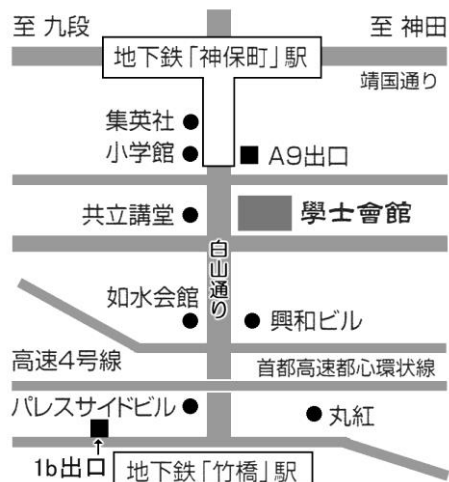 至 九段
至 神田
地下鉄「神保町」駅
靖国通り
集英社
小学館
A9出口
共立講堂
學士會館
白山通り
如水会館
興和ビル
高速4号線
首都高速都心環状線
パレスサイドビル
丸紅
1b出口
地下鉄「竹橋」駅